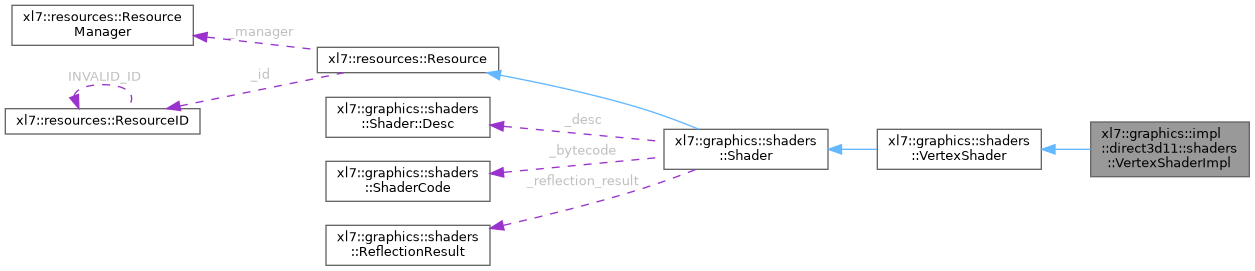 xl7::resources::Resource
Manager
_manager
xl7::resources::Resource
INVALID_ID
_id
xl7::resources::ResourceID
xl7::graphics::shaders
::Shader::Desc
_desc
xl7::graphics::shaders
::Shader
xl7::graphics::shaders
::VertexShader
xl7::graphics::impl
::direct3d11::shaders
::VertexShaderImpl
_bytecode
xl7::graphics::shaders
::ShaderCode
_reflection_result
xl7::graphics::shaders
::ReflectionResult